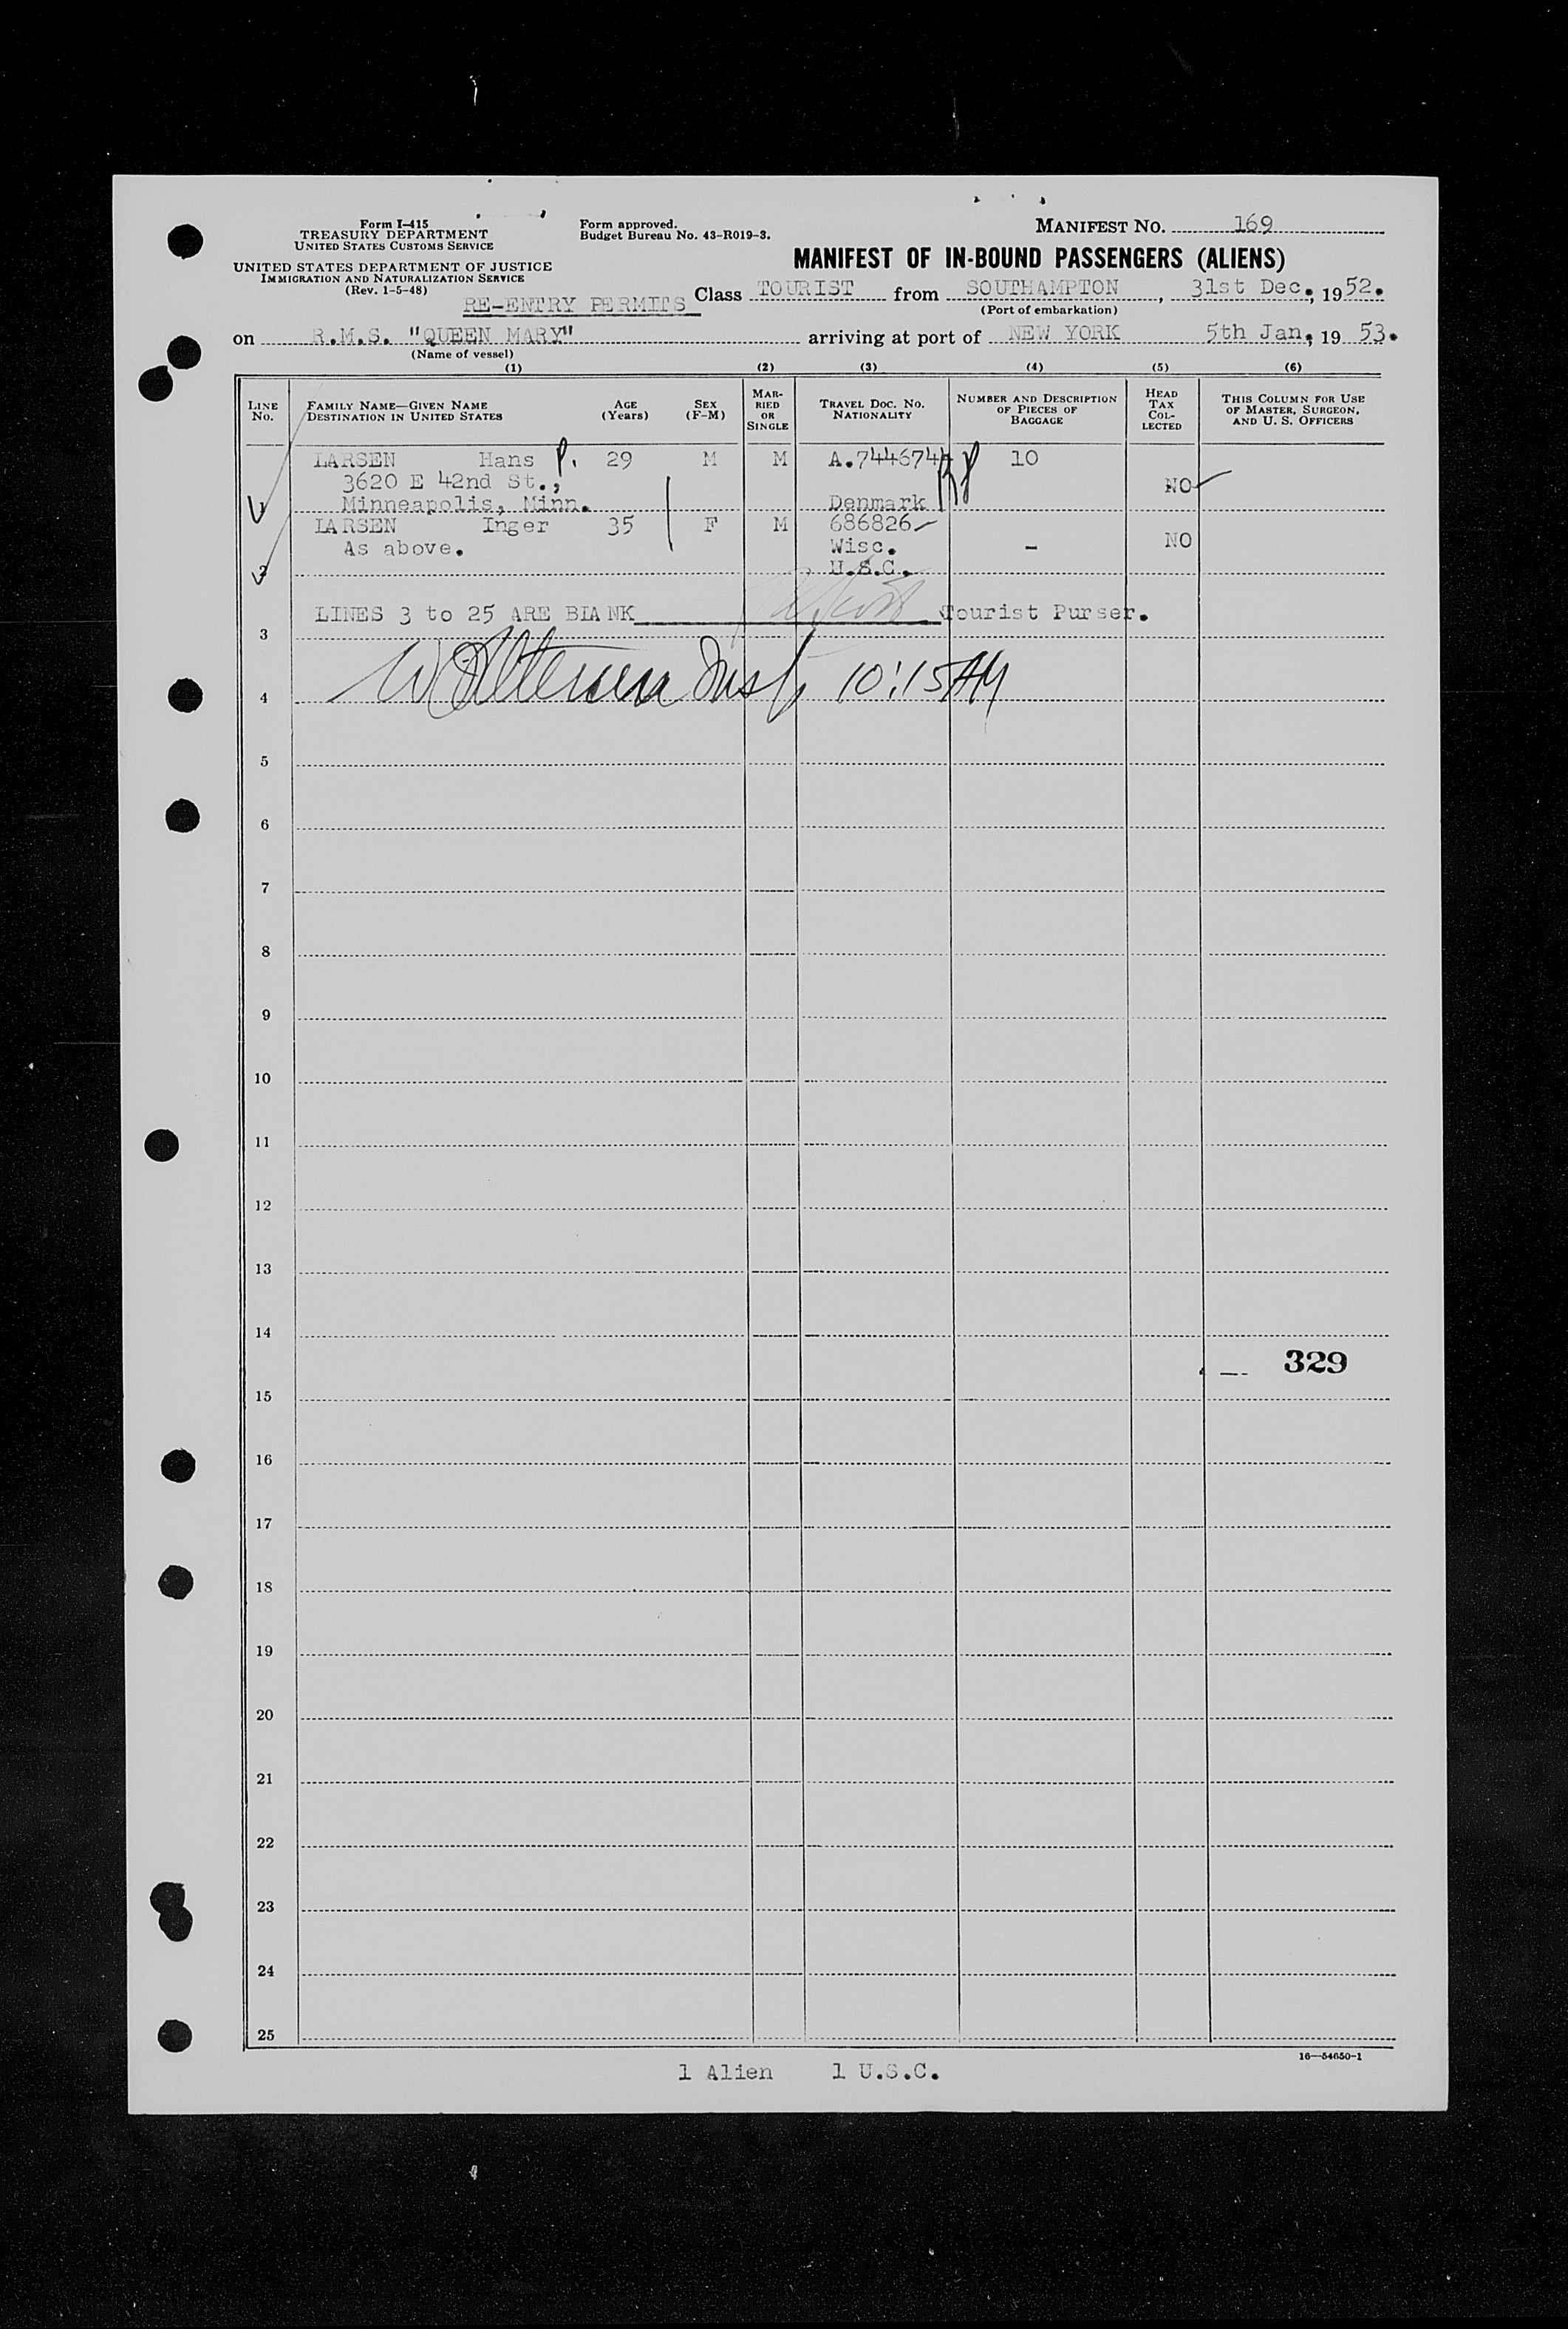 Form I-415
TREASURY DEPARTMENT
UNITED STATES CUSTOMS SERVICE
UNITED STATES DEPARTMENT OF JUSTICE
IMMIGRATION AND NATURALIZATION SERVICE
(Rev. 1-5-48)
Form approved.
Budget Bureau No. 43-R019-3.
MANIFEST NO. 169
MANIFEST OF IN-BOUND PASSENGERS (ALIENS)
RE-ENTRY PERMITS Class TOURIST from SOUTHAMPTON, 31st Dec., 1952.
(Port of embarkation)
on R.M.S. "QUEEN MARY" arriving at port of NEW YORK 5th Jan., 1953.
(Name of vessel)
(1) (2) (3) (4) (5) (6)
LINE No. FAMILY NAME—GIVEN NAME DESTINATION IN UNITED STATES AGE (Years) SEX (F-M) MARRIED OR SINGLE TRAVEL DOC. NO. NATIONALITY NUMBER AND DESCRIPTION OF PIECES OF BAGGAGE HEAD TAX COLLECTED THIS COLUMN FOR USE OF MASTER, SURGEON, AND U. S. OFFICERS
LARSEN Hans P. 29 M M A.7446744 10
3620 E 42nd St., NO
1 Minneapolis, Minn. Denmark
LARSEN Inger 35 F M 686826
As above. Wisc. - NO
2 U.S.C.
LINES 3 to 25 ARE BLANK Tourist Purser.
3
4 Insp. 10:15AM
5
6
7
8
9
10
11
12
13
14
329
15
16
17
18
19
20
21
22
23
24
25
16—54650-1
1 Alien 1 U.S.C.